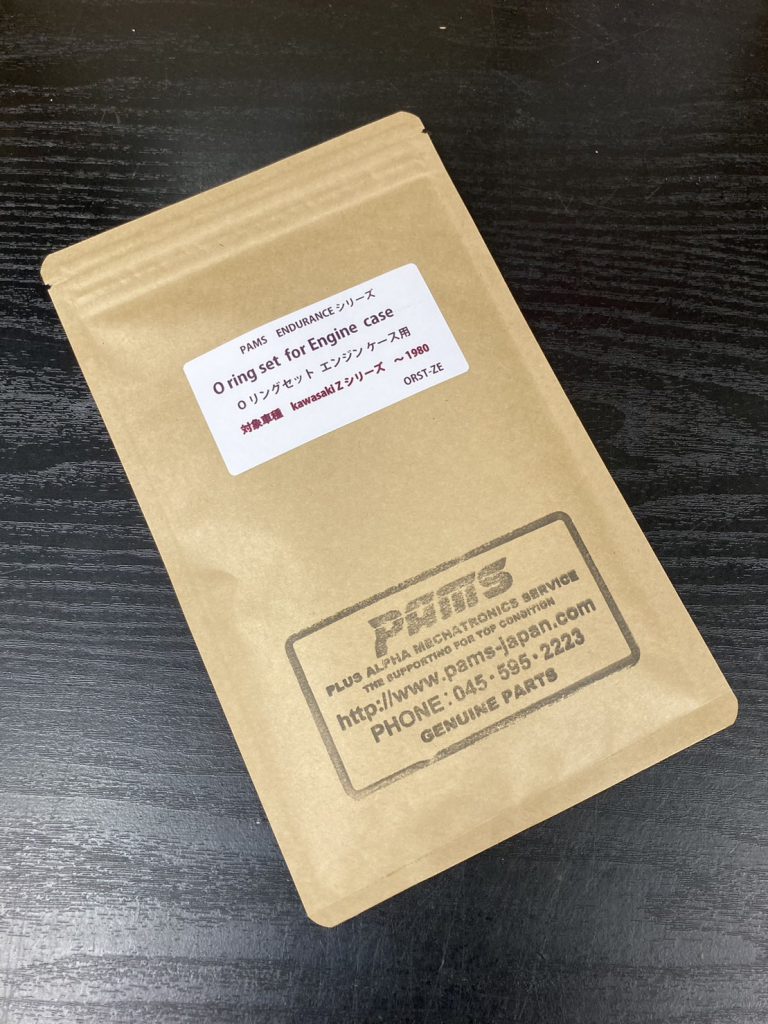 PAMS ENDURANCE シリーズ
O ring set for Engine case
O リングセット エンジン ケース用
対象車種 kawasaki Z シリーズ ～1980
ORST-ZE
PAMS
PLUS ALPHA MECHATRONICS SERVICE
THE SUPPORTING FOR TOP CONDITION
http://www.pams-japan.com
PHONE:045・595・2223
GENUINE PARTS